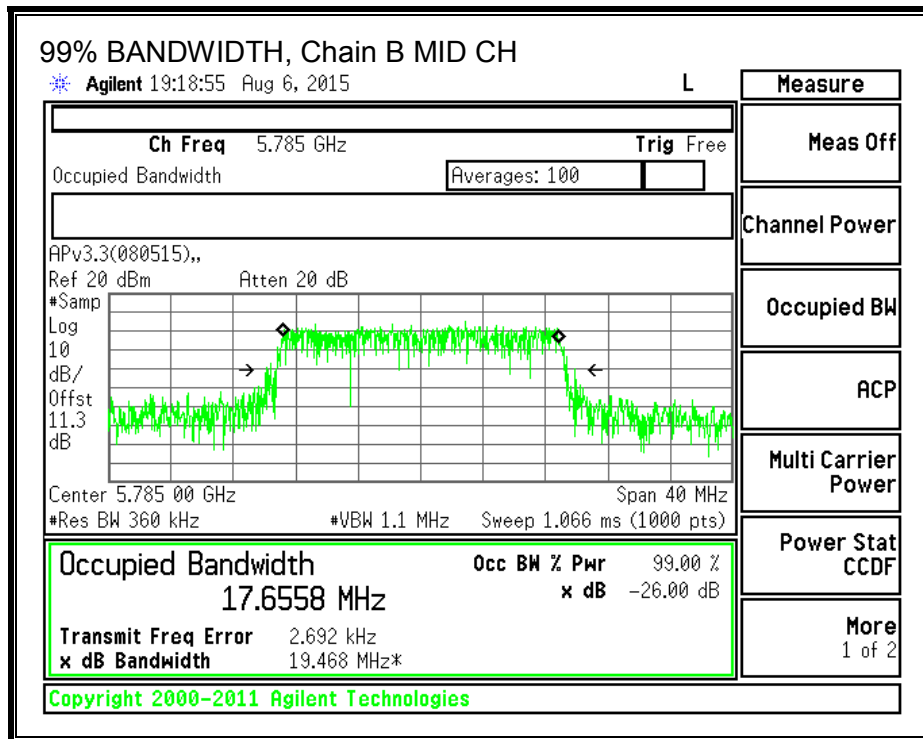 99% BANDWIDTH, Chain B MID CH
Agilent 19:18:55 Aug 6, 2015 L Measure
Ch Freq 5.785 GHz Trig Free
Meas Off
Occupied Bandwidth Averages: 100
Channel Power
APv3.3(080515),,
Ref 20 dBm Atten 20 dB
#Samp
Log
10
dB/
Offst
11.3
dB
Occupied BW
ACP
Multi Carrier
Power
Center 5.785 00 GHz Span 40 MHz
#Res BW 360 kHz #VBW 1.1 MHz Sweep 1.066 ms (1000 pts)
Power Stat
CCDF
Occupied Bandwidth Occ BW % Pwr 99.00 %
17.6558 MHz x dB -26.00 dB
Transmit Freq Error 2.692 kHz
x dB Bandwidth 19.468 MHz*
More
1 of 2
Copyright 2000-2011 Agilent Technologies